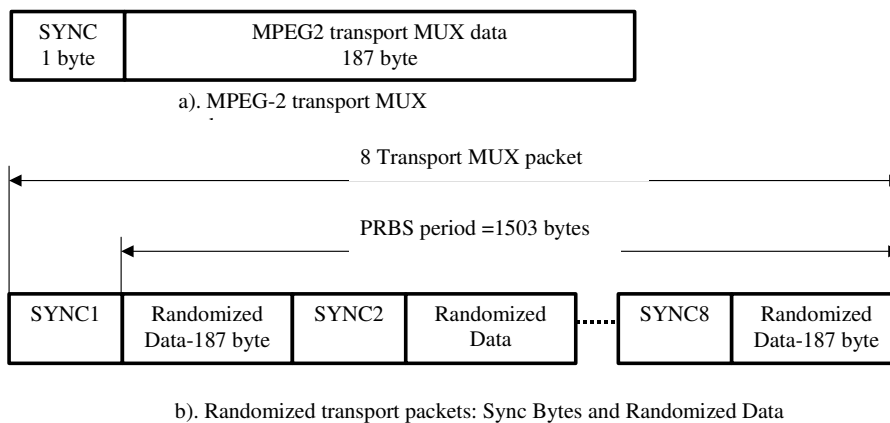 SYNC
1 byte
MPEG2 transport MUX data
187 byte
a). MPEG-2 transport MUX
8 Transport MUX packet
PRBS period =1503 bytes
SYNC1
Randomized
Data-187 byte
SYNC2
Randomized
Data
SYNC8
Randomized
Data-187 byte
b). Randomized transport packets: Sync Bytes and Randomized Data